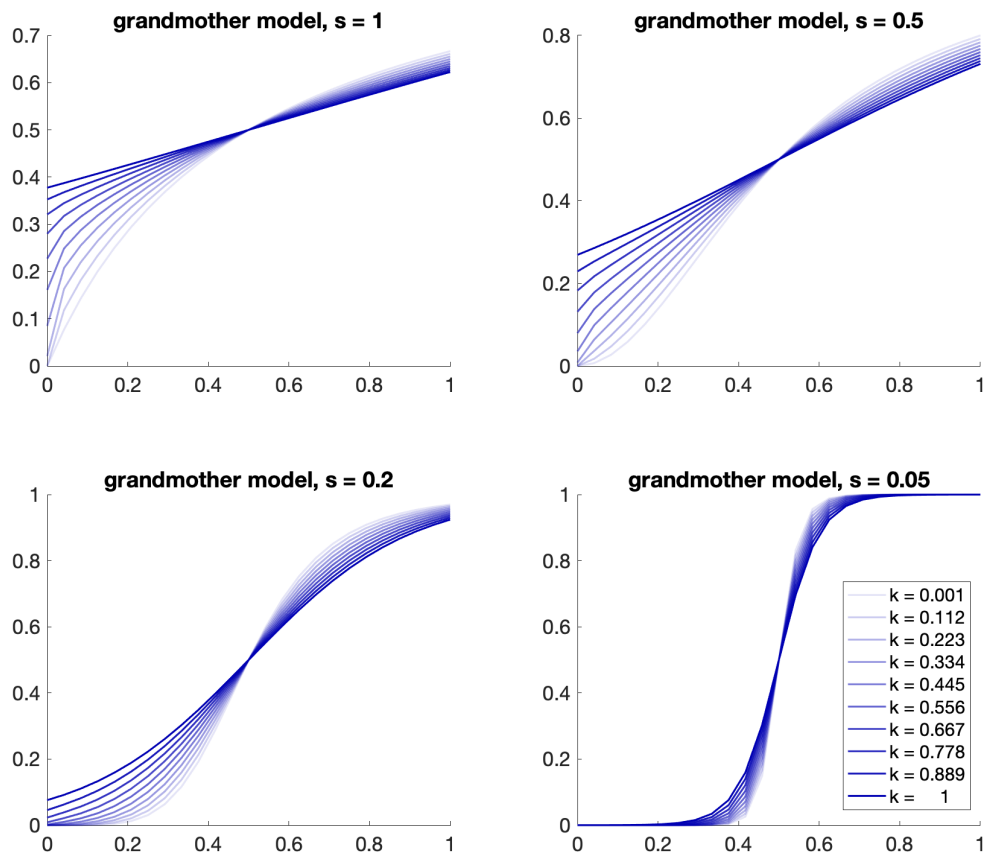 grandmother model, s = 1
0.7
0.6
0.5
0.4
0.3
0.2
0.1
0
0 0.2 0.4 0.6 0.8 1
grandmother model, s = 0.5
0.8
0.6
0.4
0.2
0
0 0.2 0.4 0.6 0.8 1
grandmother model, s = 0.2
1
0.8
0.6
0.4
0.2
0
0 0.2 0.4 0.6 0.8 1
grandmother model, s = 0.05
1
0.8
0.6
0.4
0.2
0
0 0.2 0.4 0.6 0.8 1
k = 0.001
k = 0.112
k = 0.223
k = 0.334
k = 0.445
k = 0.556
k = 0.667
k = 0.778
k = 0.889
k = 1